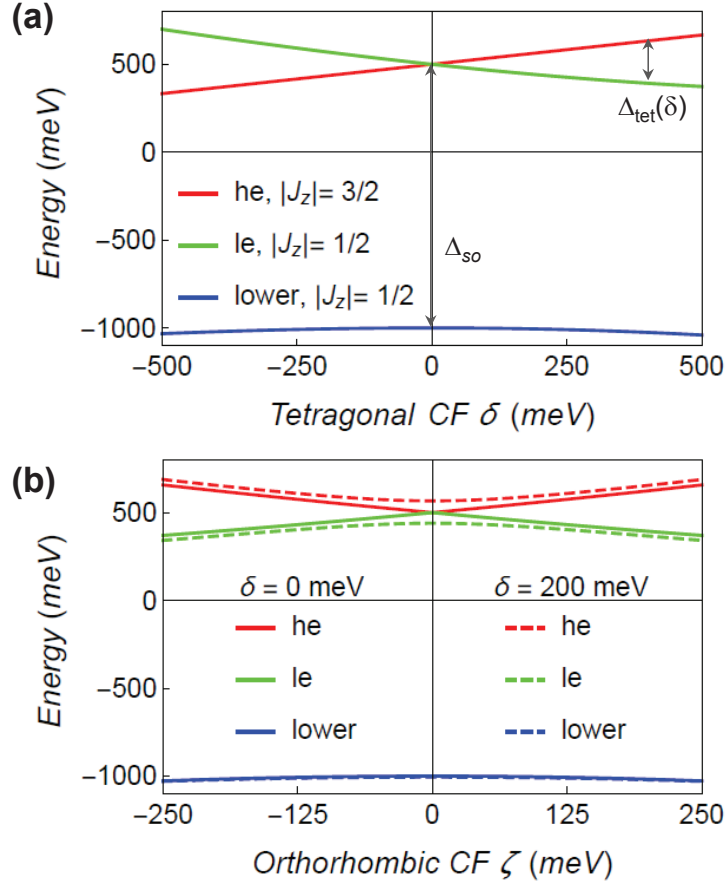 (a)
Energy (meV)
500
0
−500
−1000
Δtet(δ)
he, |Jz|= 3/2
le, |Jz|= 1/2
lower, |Jz|= 1/2
Δso
−500 −250 0 250 500
Tetragonal CF δ (meV)
(b)
Energy (meV)
500
0
−500
−1000
δ = 0 meV δ = 200 meV
he he
le le
lower lower
−250 −125 0 125 250
Orthorhombic CF ζ (meV)